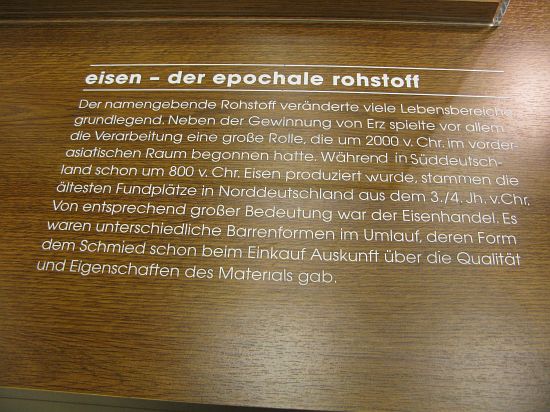 eisen – der epochale rohstoff
Der namengebende Rohstoff veränderte viele Lebensbereiche
grundlegend. Neben der Gewinnung von Erz spielte vor allem
die Verarbeitung eine große Rolle, die um 2000 v. Chr. im vorder-
asiatischen Raum begonnen hatte. Während in Süddeutsch-
land schon um 800 v. Chr. Eisen produziert wurde, stammen die
ältesten Fundplätze in Norddeutschland aus dem 3./4. Jh. v.Chr.
Von entsprechend großer Bedeutung war der Eisenhandel. Es
waren unterschiedliche Barrenformen im Umlauf, deren Form
dem Schmied schon beim Einkauf Auskunft über die Qualität
und Eigenschaften des Materials gab.